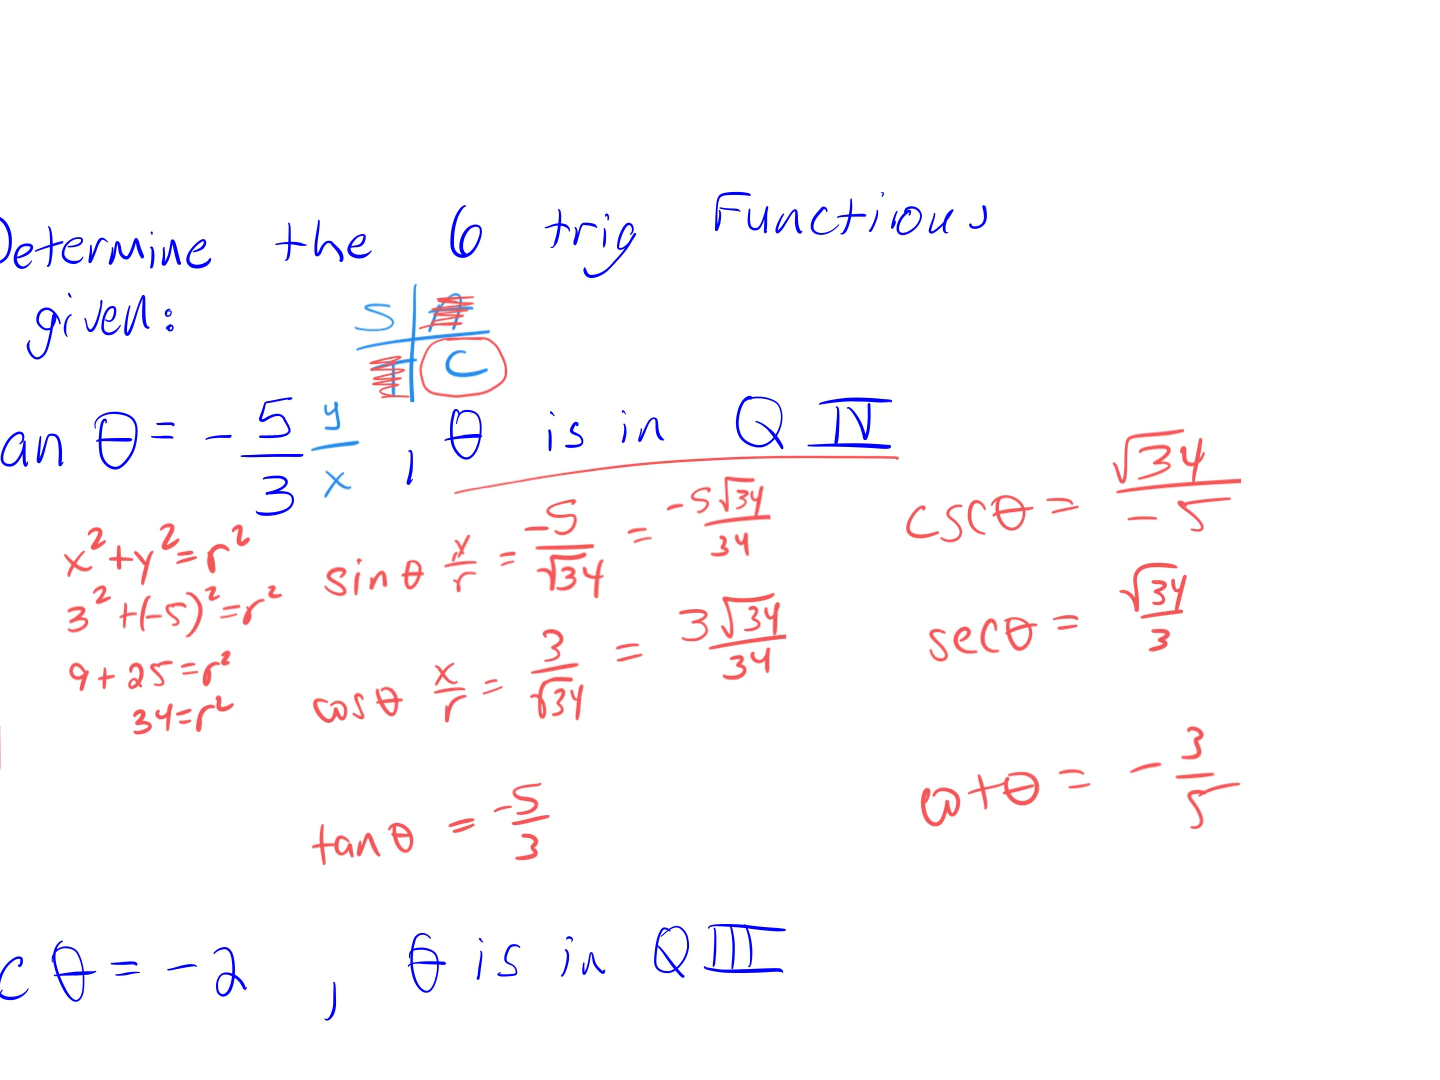 Determine the 6 trig Functions
given:
S A
T C
an θ = - 5/3 y/x , θ is in Q IV
x² + y² = r²
3² + (-5)² = r²
9 + 25 = r²
34 = r²
sin θ y/r = -5/√34 = -5√34/34
cos θ x/r = 3/√34 = 3√34/34
tan θ = -5/3
csc θ = √34/-5
sec θ = √34/3
cot θ = - 3/5
c θ = -2 , θ is in Q III